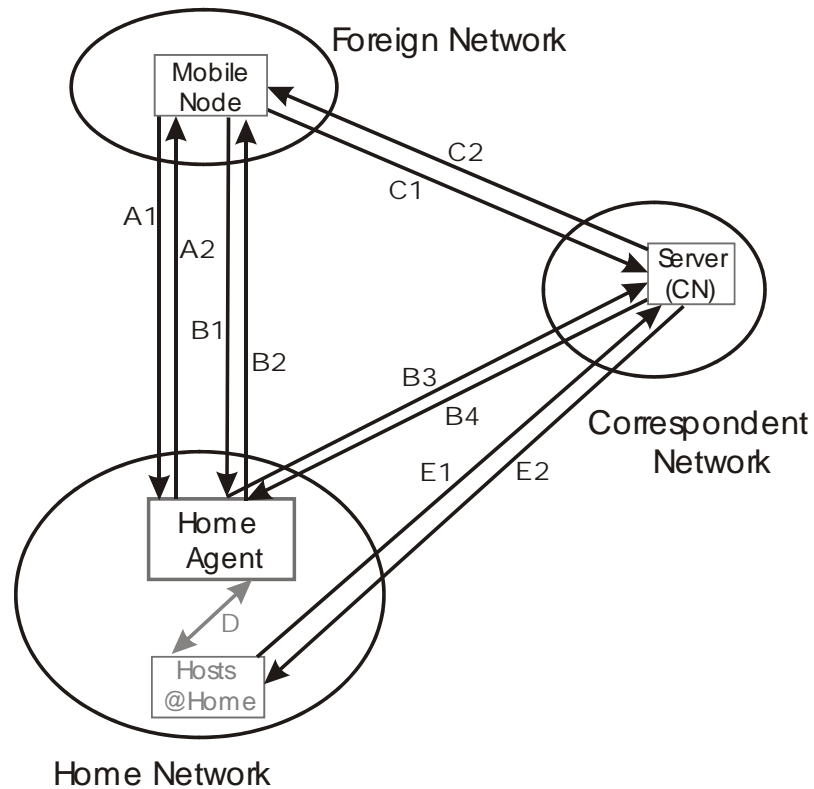 Foreign Network
Mobile
Node
C2
C1
A1
A2
Server
(CN)
B1
B2
B3
B4
Correspondent
Network
E1
E2
Home
Agent
D
Hosts
@Home
Home Network